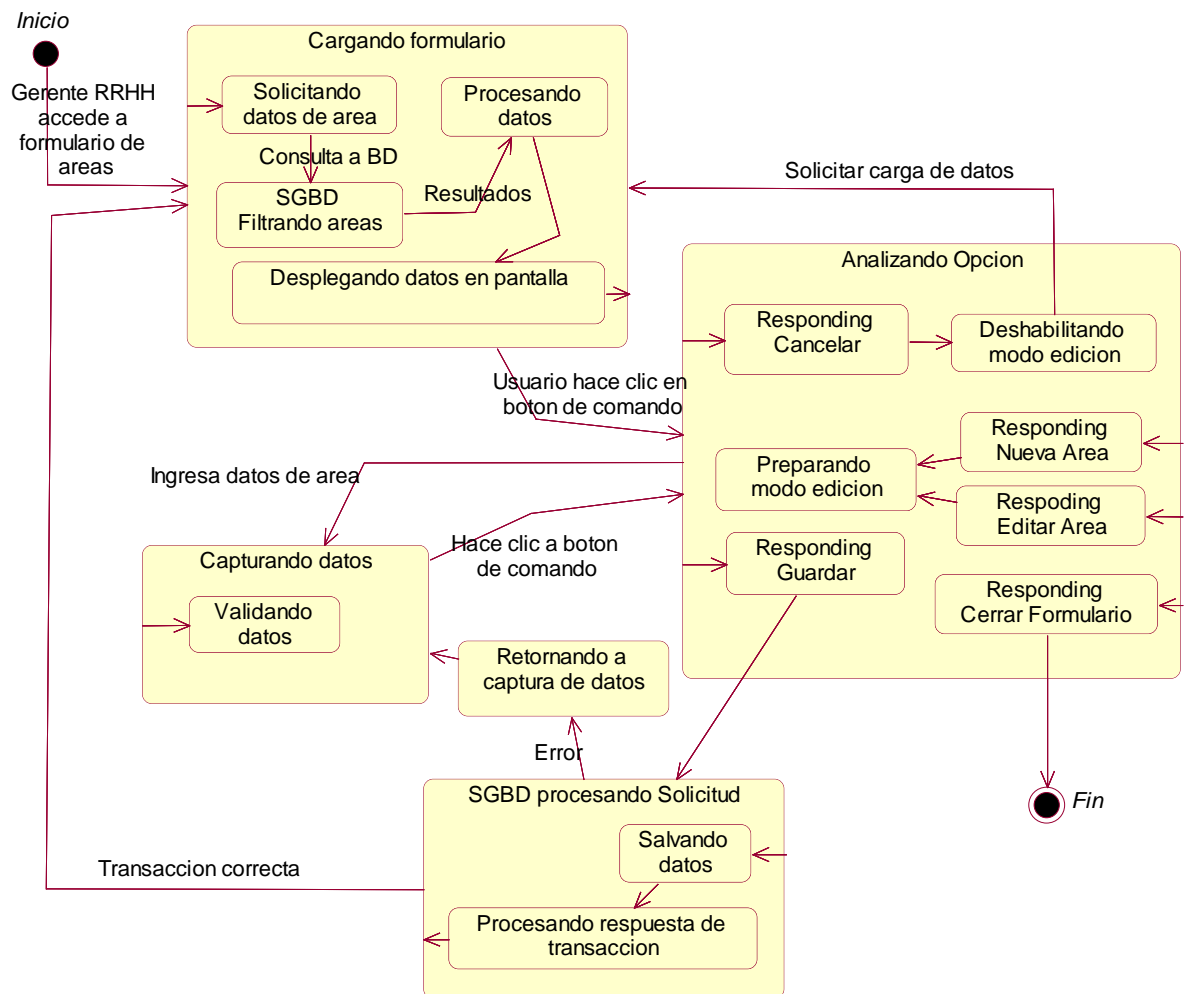 Inicio
Gerente RRHH
accede a
formulario de
areas
Cargando formulario
Solicitando
datos de area
Procesando
datos
Consulta a BD
SGBD
Filtrando areas
Resultados
Desplegando datos en pantalla
Solicitar carga de datos
Analizando Opcion
Responding
Cancelar
Deshabilitando
modo edicion
Usuario hace clic en
boton de comando
Responding
Nueva Area
Preparando
modo edicion
Respoding
Editar Area
Ingresa datos de area
Hace clic a boton
de comando
Responding
Guardar
Responding
Cerrar Formulario
Capturando datos
Validando
datos
Retornando a
captura de datos
Error
SGBD procesando Solicitud
Fin
Salvando
datos
Transaccion correcta
Procesando respuesta de
transaccion